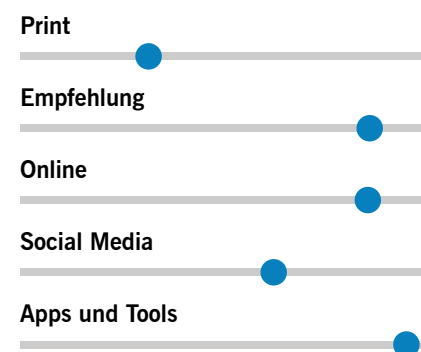 Print
Empfehlung
Online
Social Media
Apps und Tools